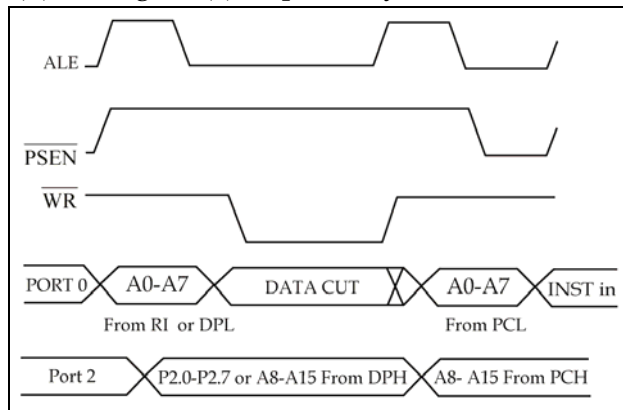 ALE
PSEN
WR
PORT 0 A0-A7 DATA CUT A0-A7 INST in
From RI or DPL From PCL
Port 2 P2.0-P2.7 or A8-A15 From DPH A8- A15 From PCH